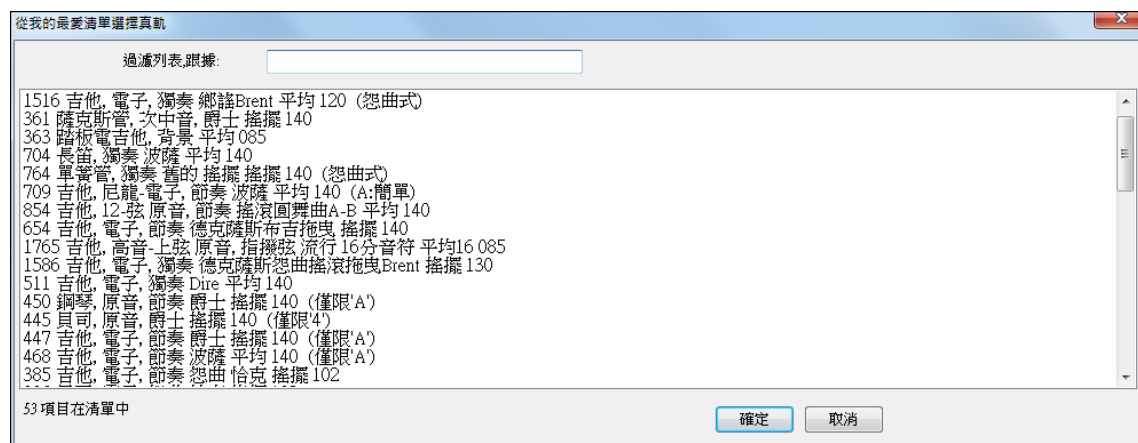 從我的最愛清單選擇真軌
過濾列表,跟據:
1516 吉他, 電子, 獨奏 鄉謠Brent 平均 120 (怨曲式)
361 薩克斯管, 次中音, 爵士 搖擺 140
363 踏板電吉他, 背景 平均 085
704 長笛, 獨奏 波薩 平均 140
764 單簧管, 獨奏 舊的 搖擺 搖擺 140 (怨曲式)
709 吉他, 尼龍-電子, 節奏 波薩 平均 140 (A:簡單)
854 吉他, 12-弦 原音, 節奏 搖滾圓舞曲A-B 平均 140
654 吉他, 電子, 節奏 德克薩斯布吉拖曳 搖擺 140
1765 吉他, 高音-上弦 原音, 指撥弦 流行 16分音符 平均16 085
1586 吉他, 電子, 獨奏 德克薩斯怨曲搖滾拖曳Brent 搖擺 130
511 吉他, 電子, 獨奏 Dire 平均 140
450 鋼琴, 原音, 節奏 爵士 搖擺 140 (僅限'A')
445 貝司, 原音, 爵士 搖擺 140 (僅限'4')
447 吉他, 電子, 節奏 爵士 搖擺 140 (僅限'A')
468 吉他, 電子, 節奏 波薩 平均 140 (僅限'A')
385 吉他, 電子, 節奏 怨曲 恰克 搖擺 102
53 項目在清單中
確定 取消